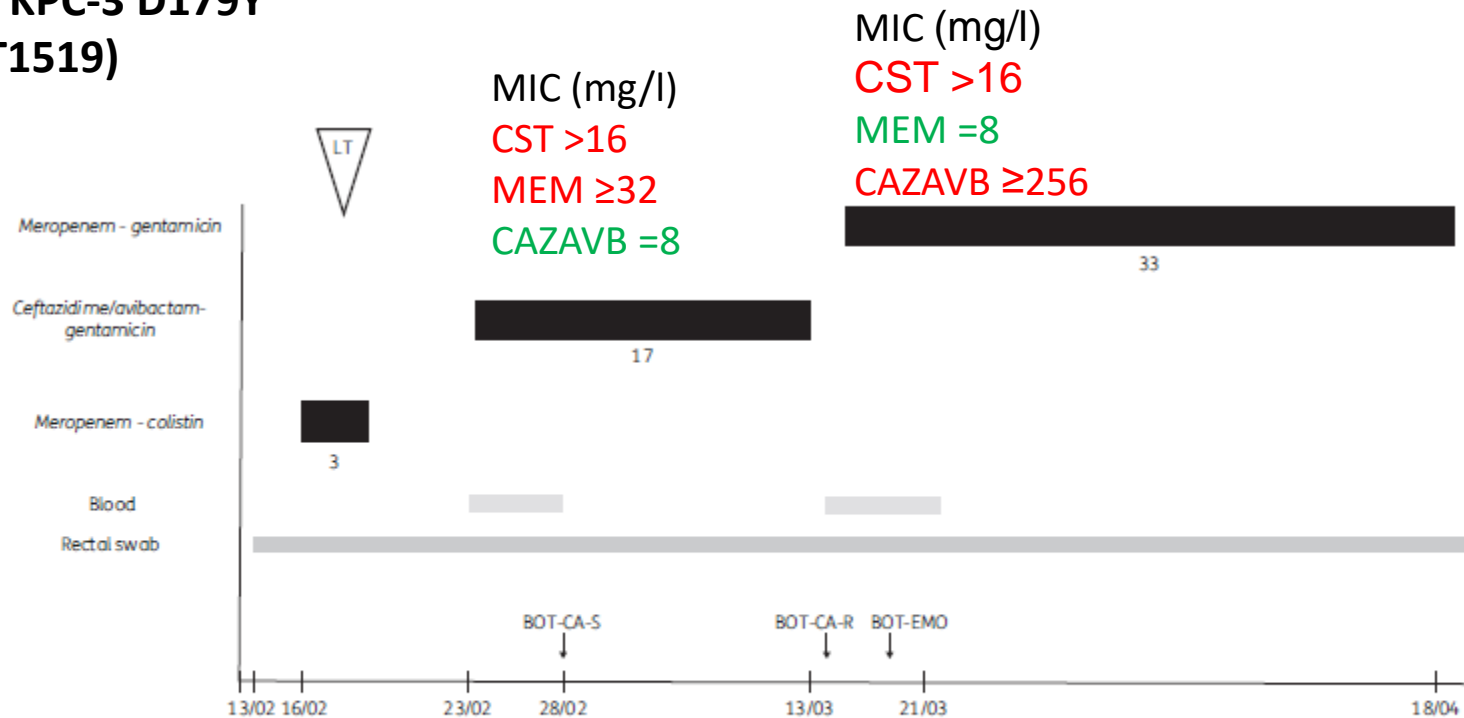 KPC-3 D179Y
T1519)
MIC (mg/l)
CST >16
MEM ≥32
CAZAVB =8
MIC (mg/l)
CST >16
MEM =8
CAZAVB ≥256
LT
Meropenem - gentamicin
33
Ceftazidime/avibactam-
gentamicin
17
Meropenem - colistin
3
Blood
Rectal swab
BOT-CA-S
BOT-CA-R
BOT-EMO
13/02
16/02
23/02
28/02
13/03
21/03
18/04